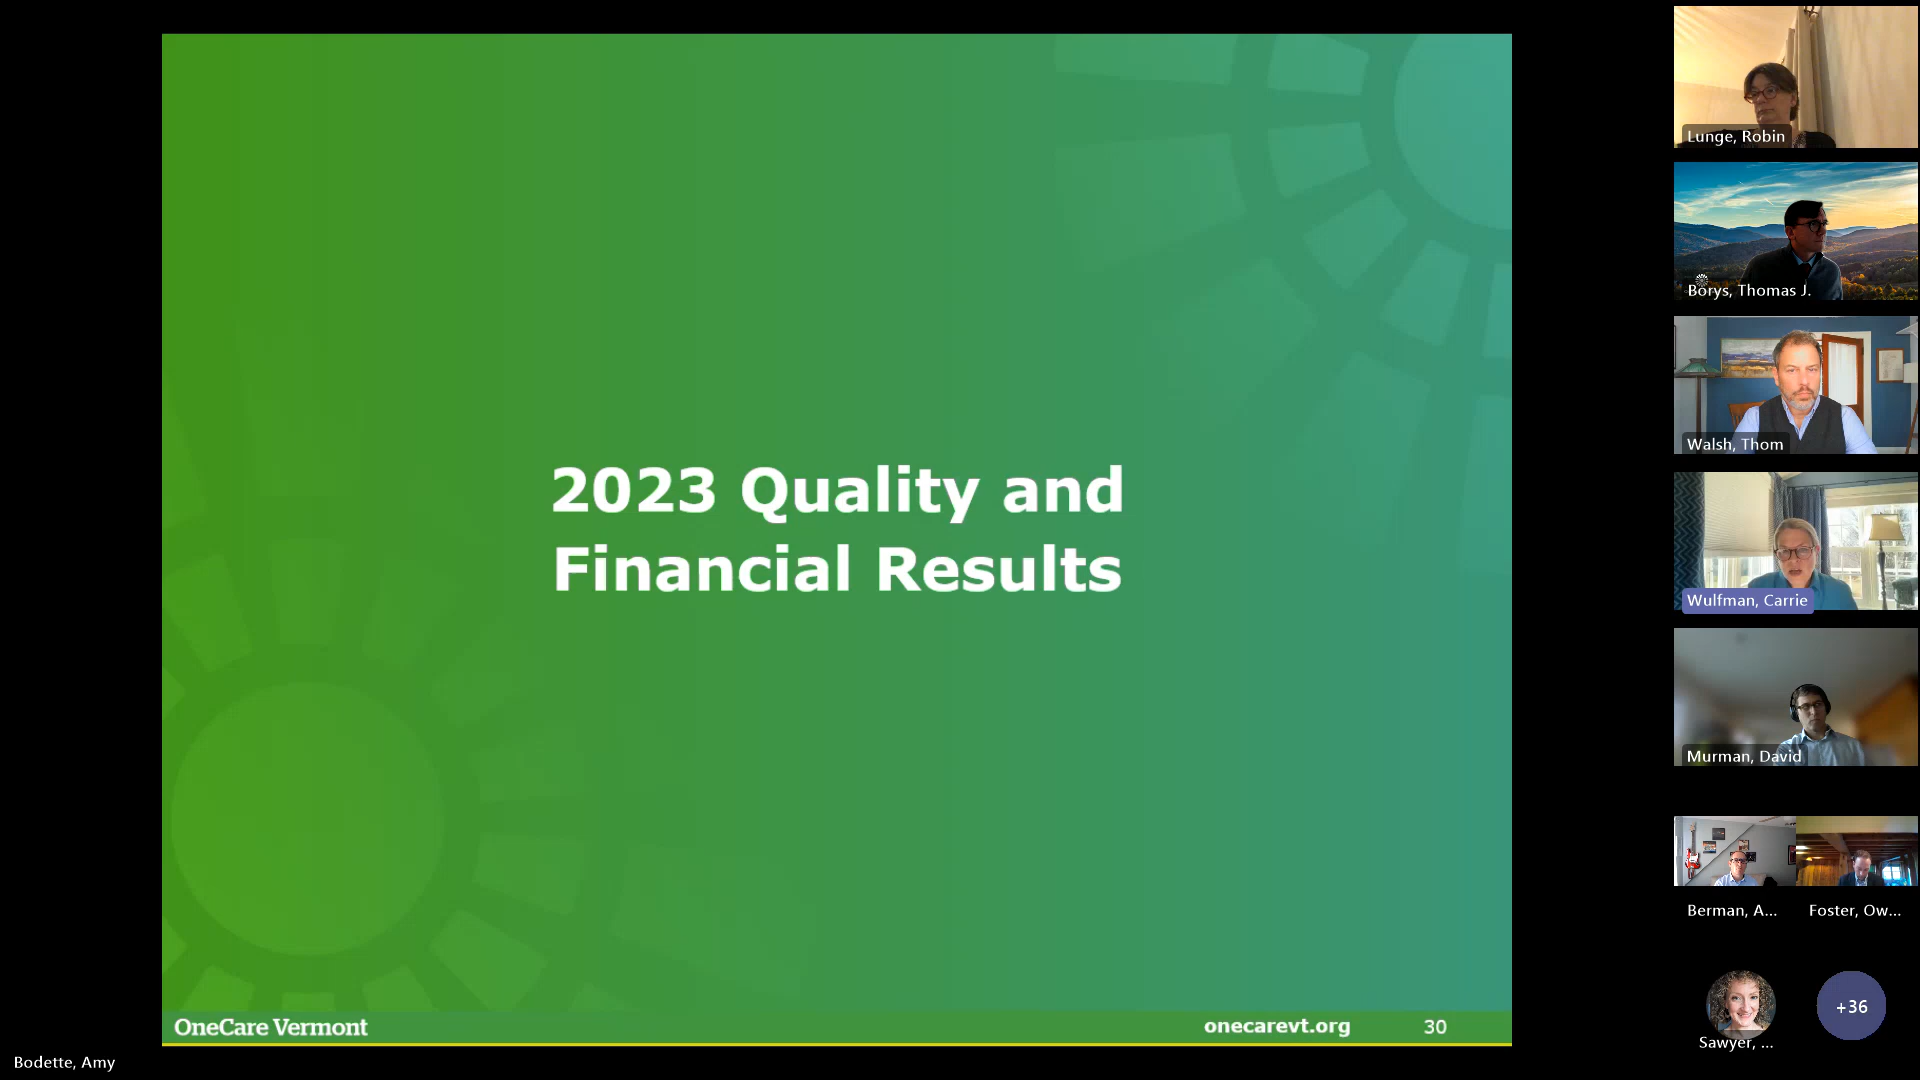 2023 Quality and
Financial Results
OneCare Vermont
onecarevt.org
30
Bodette, Amy
Lunge, Robin
Borys, Thomas J.
Walsh, Thom
Wulfman, Carrie
Murman, David
Berman, A...
Foster, Ow...
Sawyer, ...
+36